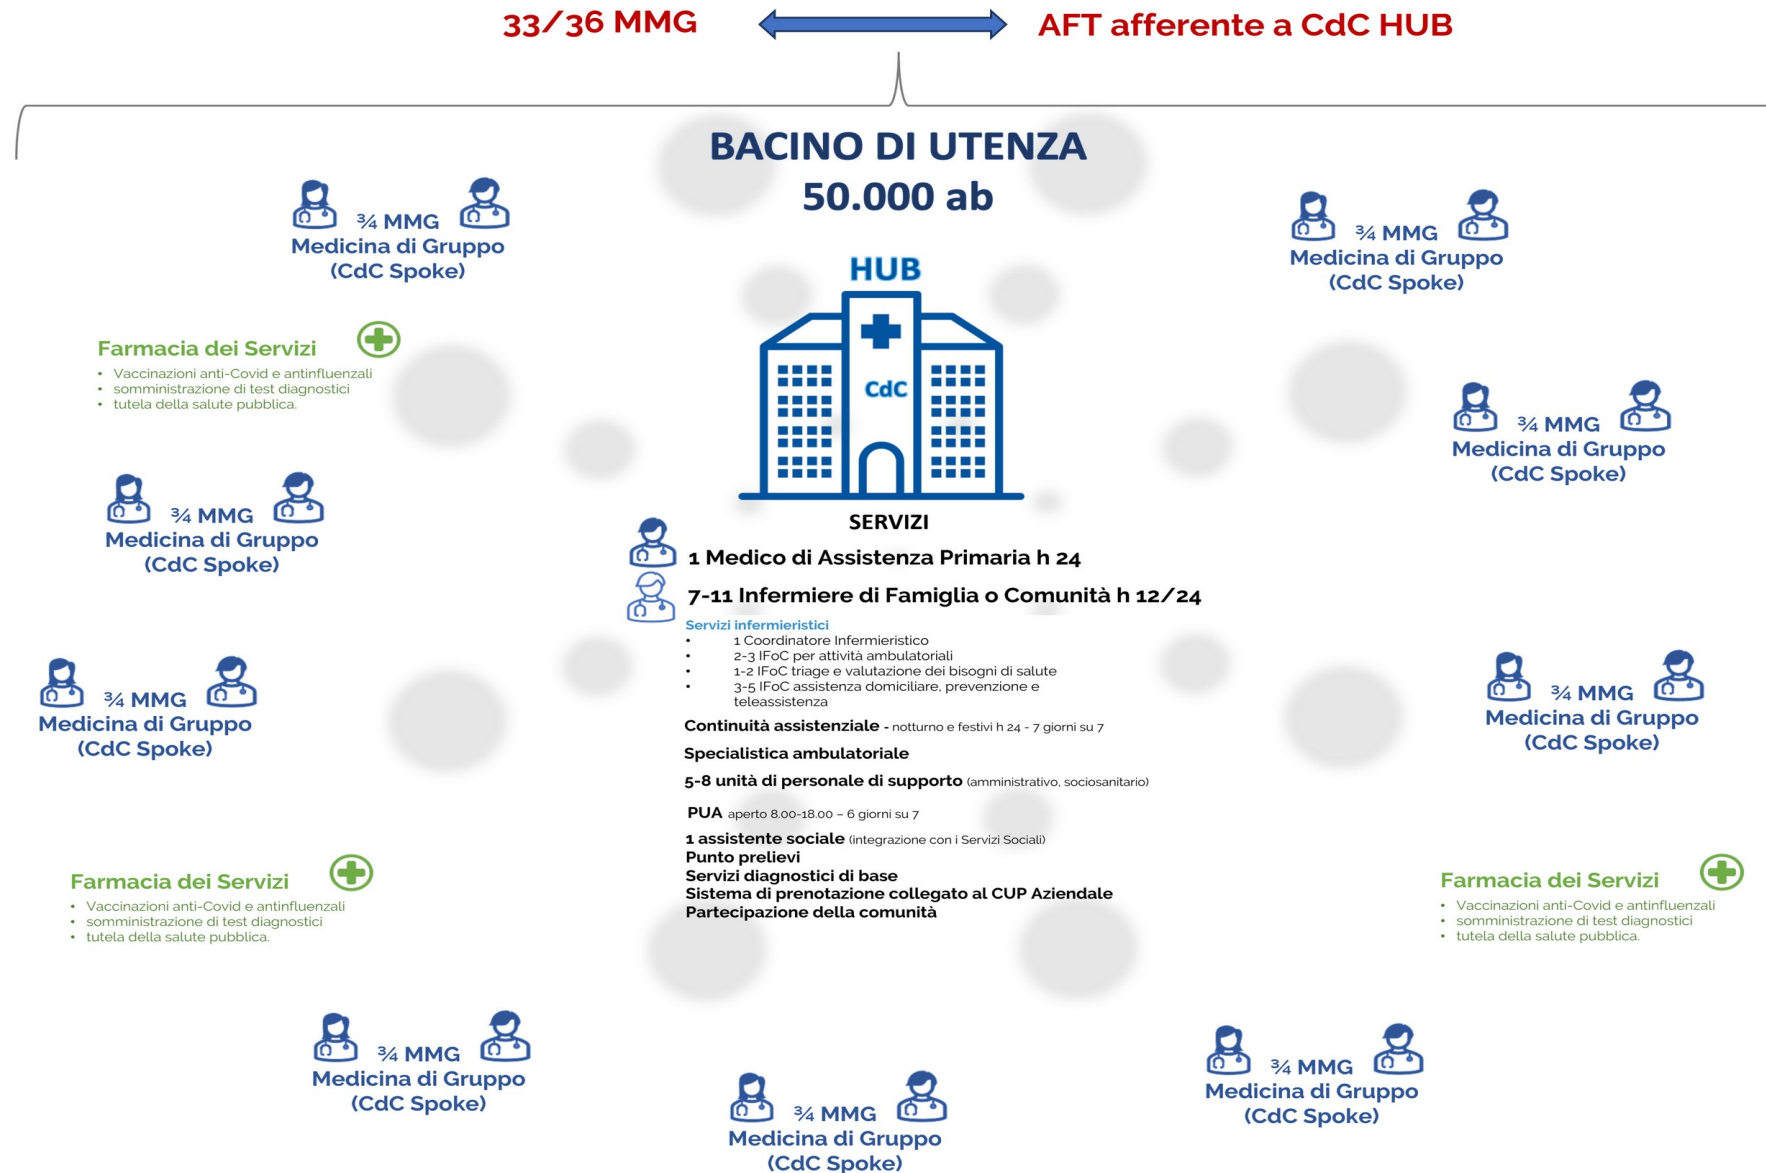 33/36 MMG
AFT afferente a CdC HUB
BACINO DI UTENZA
50.000 ab
¾ MMG
Medicina di Gruppo
(CdC Spoke)
¾ MMG
Medicina di Gruppo
(CdC Spoke)
HUB
CdC
Farmacia dei Servizi
• Vaccinazioni anti-Covid e antinfluenzali
• somministrazione di test diagnostici
• tutela della salute pubblica.
¾ MMG
Medicina di Gruppo
(CdC Spoke)
¾ MMG
Medicina di Gruppo
(CdC Spoke)
SERVIZI
1 Medico di Assistenza Primaria h 24
7-11 Infermiere di Famiglia o Comunità h 12/24
Servizi infermieristici
• 1 Coordinatore Infermieristico
• 2-3 IFoC per attività ambulatoriali
• 1-2 IFoC triage e valutazione dei bisogni di salute
• 3-5 IFoC assistenza domiciliare, prevenzione e
teleassistenza
Continuità assistenziale - notturno e festivi h 24 - 7 giorni su 7
Specialistica ambulatoriale
5-8 unità di personale di supporto (amministrativo, sociosanitario)
PUA aperto 8.00-18.00 – 6 giorni su 7
1 assistente sociale (integrazione con i Servizi Sociali)
Punto prelievi
Servizi diagnostici di base
Sistema di prenotazione collegato al CUP Aziendale
Partecipazione della comunità
¾ MMG
Medicina di Gruppo
(CdC Spoke)
¾ MMG
Medicina di Gruppo
(CdC Spoke)
Farmacia dei Servizi
• Vaccinazioni anti-Covid e antinfluenzali
• somministrazione di test diagnostici
• tutela della salute pubblica.
Farmacia dei Servizi
• Vaccinazioni anti-Covid e antinfluenzali
• somministrazione di test diagnostici
• tutela della salute pubblica.
¾ MMG
Medicina di Gruppo
(CdC Spoke)
¾ MMG
Medicina di Gruppo
(CdC Spoke)
¾ MMG
Medicina di Gruppo
(CdC Spoke)